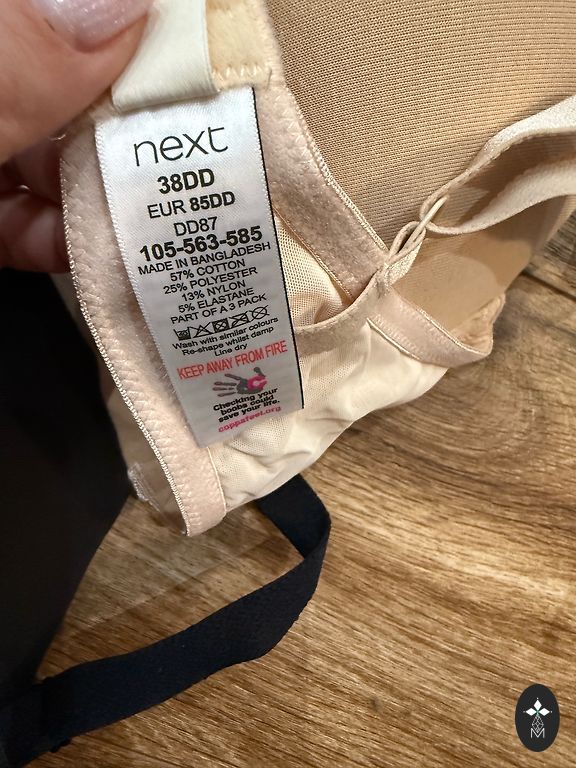 next
38DD
EUR 85DD
DD87
105-563-585
MADE IN BANGLADESH
57% COTTON
25% POLYESTER
13% NYLON
5% ELASTANE
PART OF A 3 PACK
Wash with similar colours
Re-shape whilst damp
Line dry
KEEP AWAY FROM FIRE
Checking your
boobs could
save your life.
coppafeel.org
M